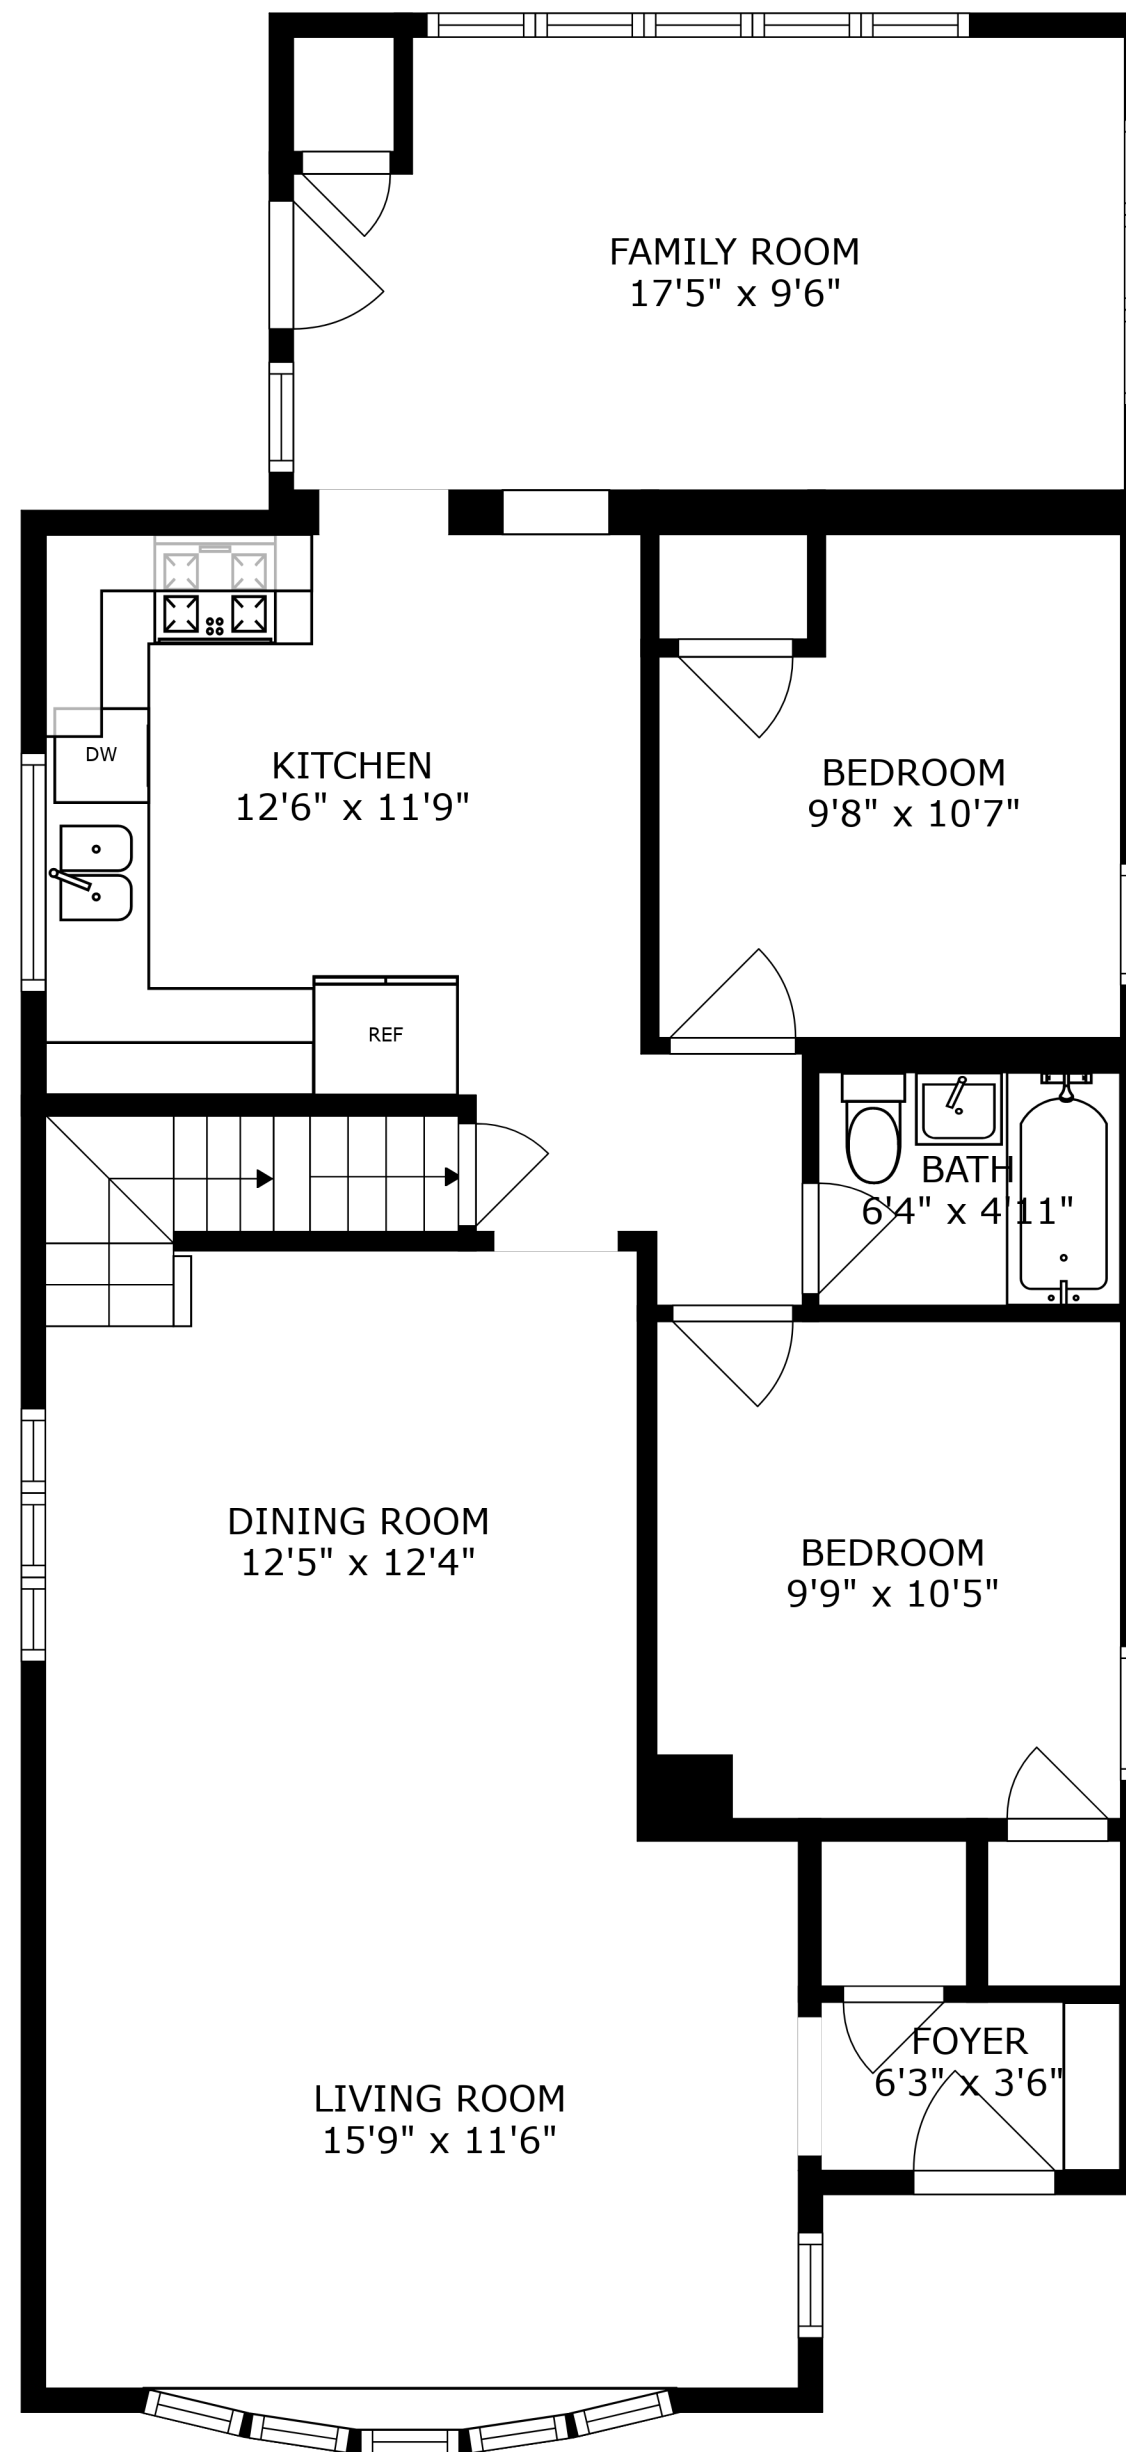 FAMILY ROOM
17'5" x 9'6"
KITCHEN
12'6" x 11'9"
DW
REF
BEDROOM
9'8" x 10'7"
BATH
6'4" x 4'11"
DINING ROOM
12'5" x 12'4"
BEDROOM
9'9" x 10'5"
FOYER
6'3" x 3'6"
LIVING ROOM
15'9" x 11'6"